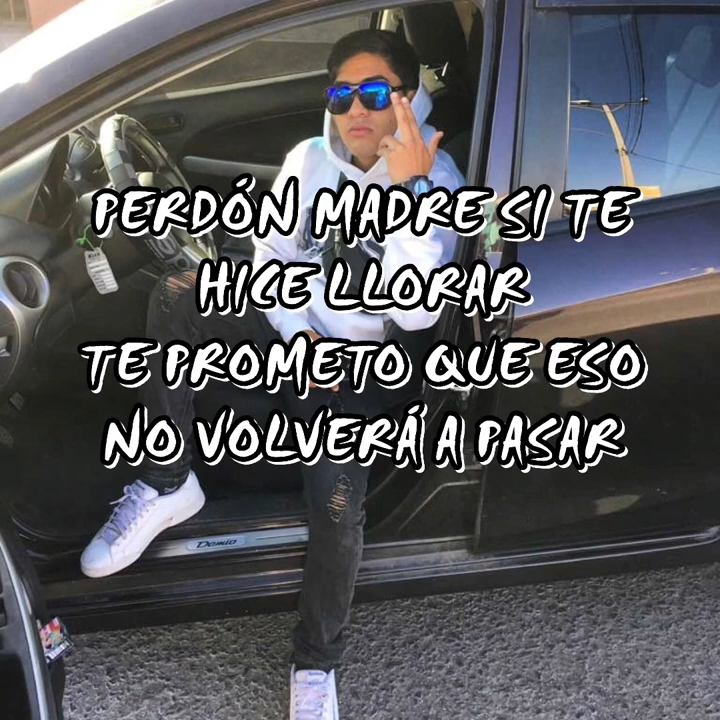 PERDÓN MADRE SI TE
HICE LLORAR
TE PROMETO QUE ESO
NO VOLVERÁ A PASAR
Demio